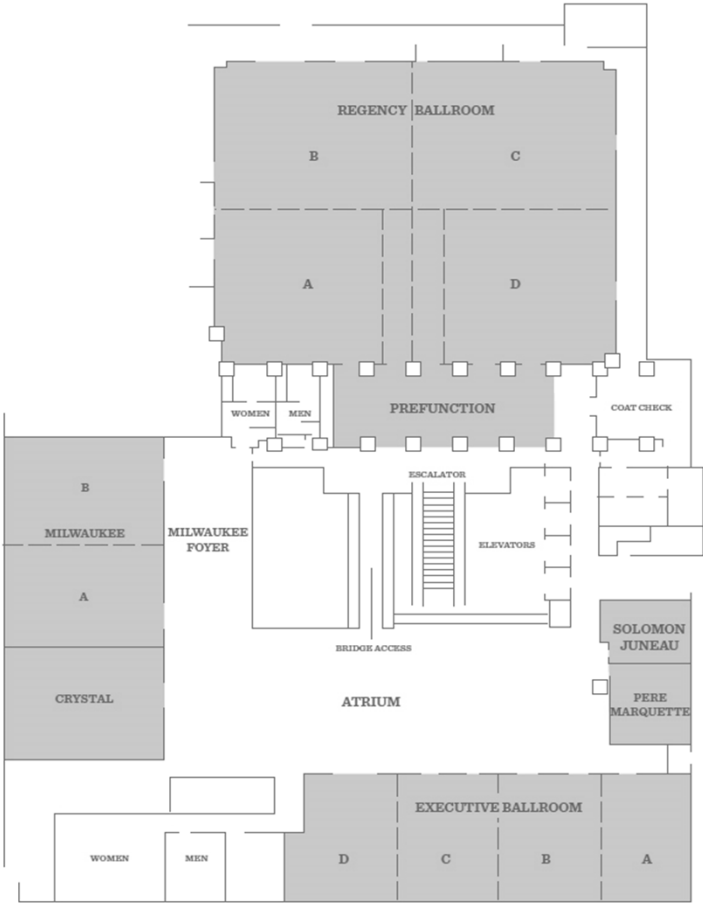 REGENCY BALLROOM
B
C
A
D
WOMEN
MEN
PREFUNCTION
COAT CHECK
B
MILWAUKEE
A
MILWAUKEE
FOYER
ESCALATOR
ELEVATORS
BRIDGE ACCESS
SOLOMON
JUNEAU
CRYSTAL
ATRIUM
PERE
MARQUETTE
EXECUTIVE BALLROOM
WOMEN
MEN
D
C
B
A